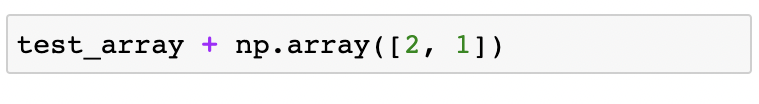 test_array + np.array([2, 1])